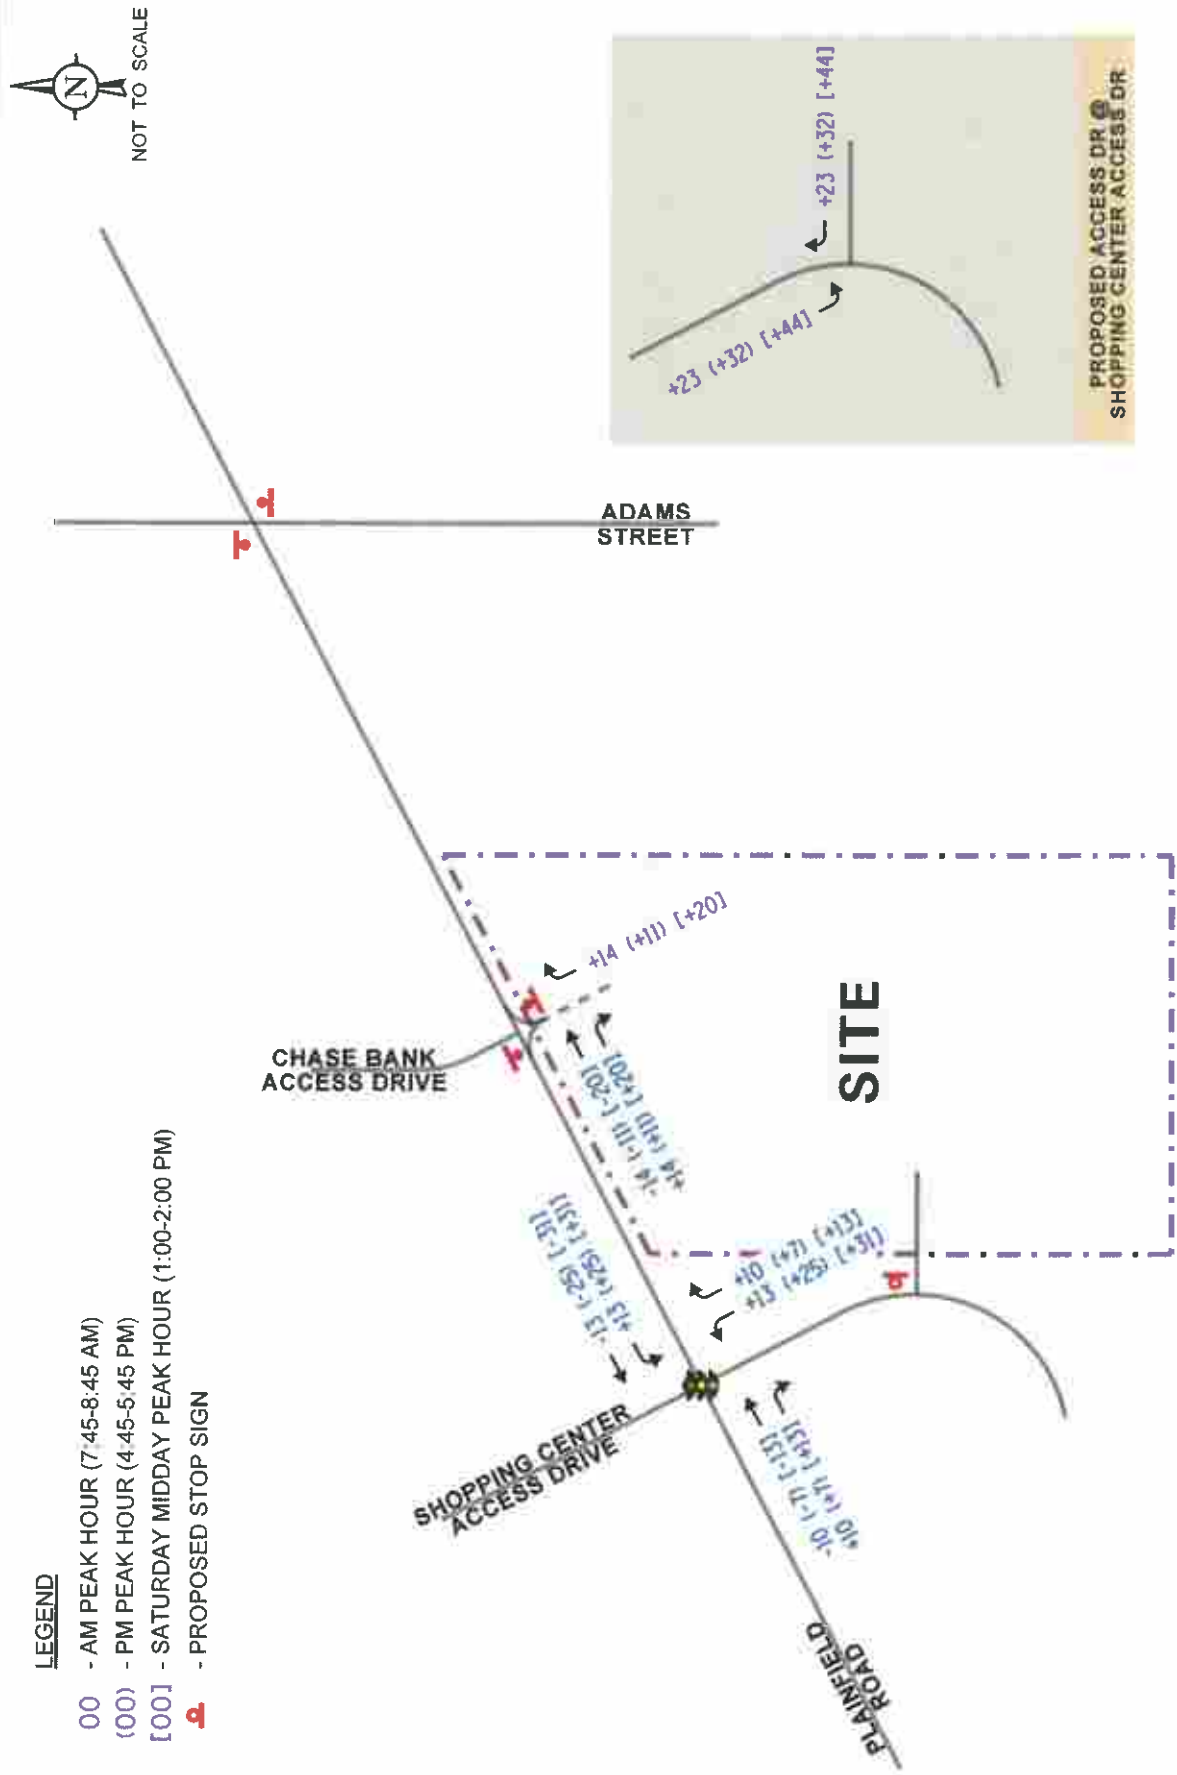 LEGEND
00 - AM PEAK HOUR (7:45-8:45 AM)
(00) - PM PEAK HOUR (4:45-5:45 PM)
[00] - SATURDAY MIDDAY PEAK HOUR (1:00-2:00 PM)
- PROPOSED STOP SIGN
N
NOT TO SCALE
CHASE BANK
ACCESS DRIVE
ADAMS
STREET
SHOPPING CENTER
ACCESS DRIVE
PLAINFIELD
ROAD
SITE
-13 (-25) [-31]
+13 (+25) [+31]
-14 (-11) [-20]
+14 (+11) [+20]
+14 (+11) [+20]
+10 (+7) [+13]
+13 (+25) [+31]
-10 (-7) [-13]
+10 (+7) [+13]
+23 (+32) [+44]
+23 (+32) [+44]
PROPOSED ACCESS DR @
SHOPPING CENTER ACCESS DR